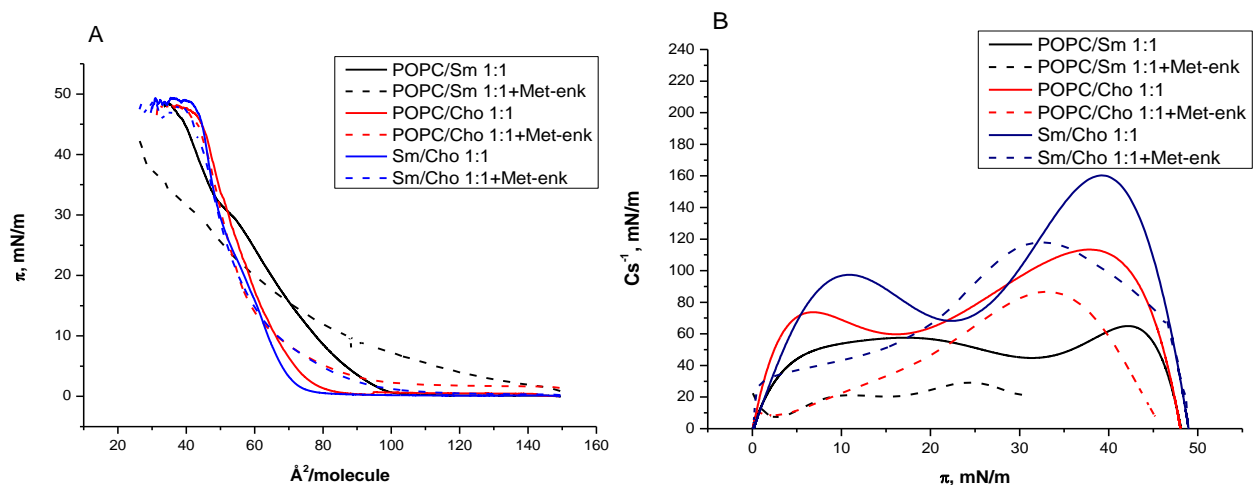 A
POPC/Sm 1:1
POPC/Sm 1:1+Met-enk
POPC/Cho 1:1
POPC/Cho 1:1+Met-enk
Sm/Cho 1:1
Sm/Cho 1:1+Met-enk
50
40
30
20
10
0
π, mN/m
20 40 60 80 100 120 140 160
Å²/molecule
B
POPC/Sm 1:1
POPC/Sm 1:1+Met-enk
POPC/Cho 1:1
POPC/Cho 1:1+Met-enk
Sm/Cho 1:1
Sm/Cho 1:1+Met-enk
240
220
200
180
160
140
120
100
80
60
40
20
0
Cs⁻¹, mN/m
0 10 20 30 40 50
π, mN/m